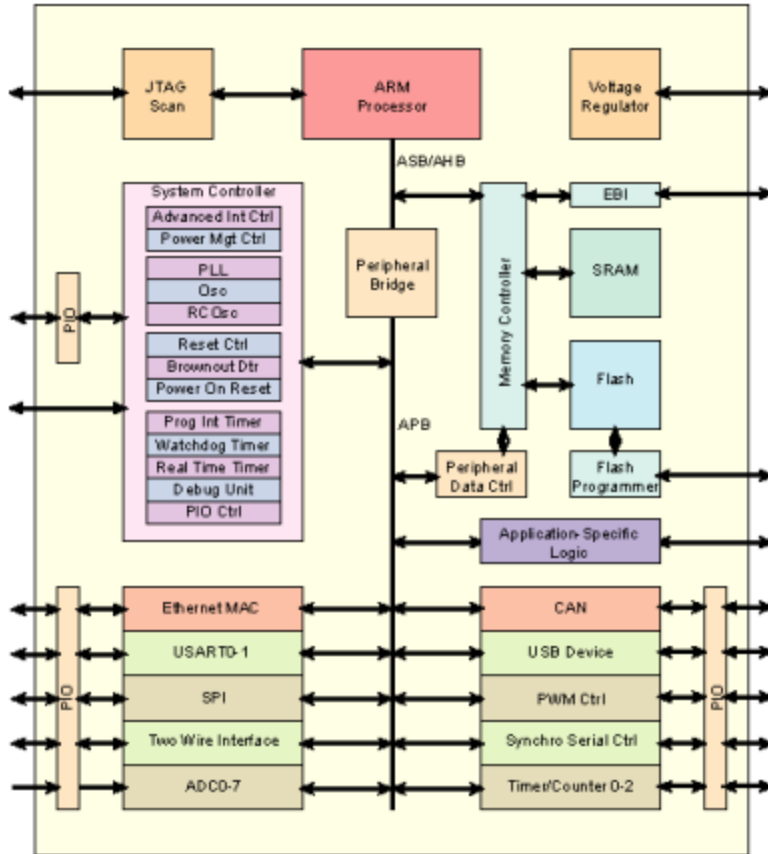 JTAG
Scan
ARM
Processor
Voltage
Regulator
ASB/AHB
System Controller
Advanced Int Ctrl
Power Mgt Ctrl
PLL
Osc
RC Osc
Reset Ctrl
Brownout Dtr
Power On Reset
Prog Int Timer
Watchdog Timer
Real Time Timer
Debug Unit
PIO Ctrl
PIO
Peripheral
Bridge
Memory Controller
EBI
SRAM
Flash
APB
Peripheral
Data Ctrl
Flash
Programmer
Application-Specific
Logic
PIO
Ethernet MAC
USART0-1
SPI
Two Wire Interface
ADC0-7
CAN
USB Device
PWM Ctrl
Synchro Serial Ctrl
Timer/Counter 0-2
PIO